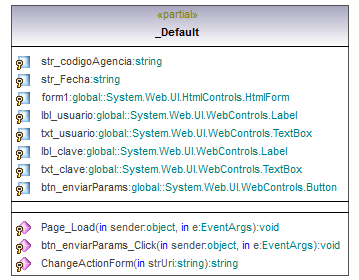 «partial»
_Default
str_codigoAgencia:string
str_Fecha:string
form1:global::System.Web.UI.HtmlControls.HtmlForm
lbl_usuario:global::System.Web.UI.WebControls.Label
txt_usuario:global::System.Web.UI.WebControls.TextBox
lbl_clave:global::System.Web.UI.WebControls.Label
txt_clave:global::System.Web.UI.WebControls.TextBox
btn_enviarParams:global::System.Web.UI.WebControls.Button
Page_Load(in sender:object, in e:EventArgs):void
btn_enviarParams_Click(in sender:object, in e:EventArgs):void
ChangeActionForm(in strUri:string):string